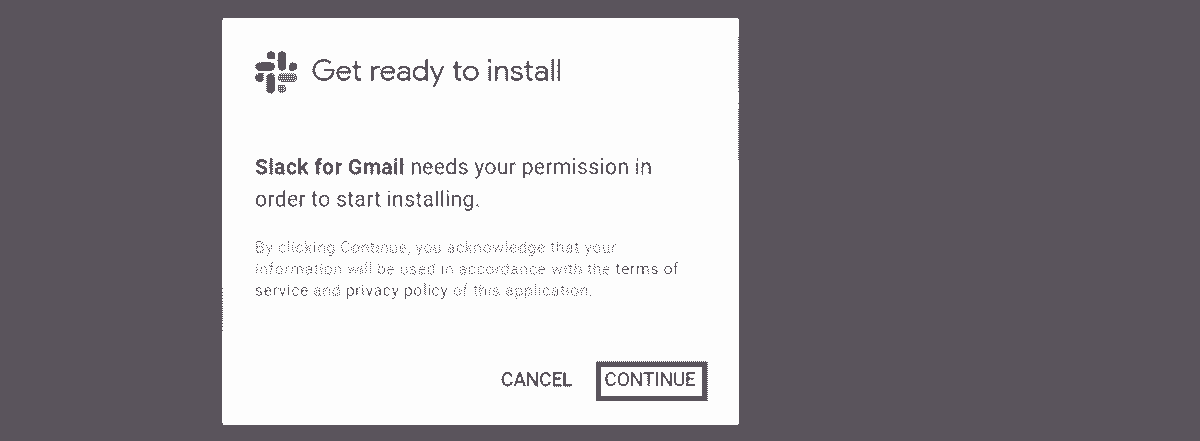 Get ready to install
Slack for Gmail needs your permission in
order to start installing.
By clicking Continue, you acknowledge that your
information will be used in accordance with the terms of
service and privacy policy of this application.
CANCEL CONTINUE